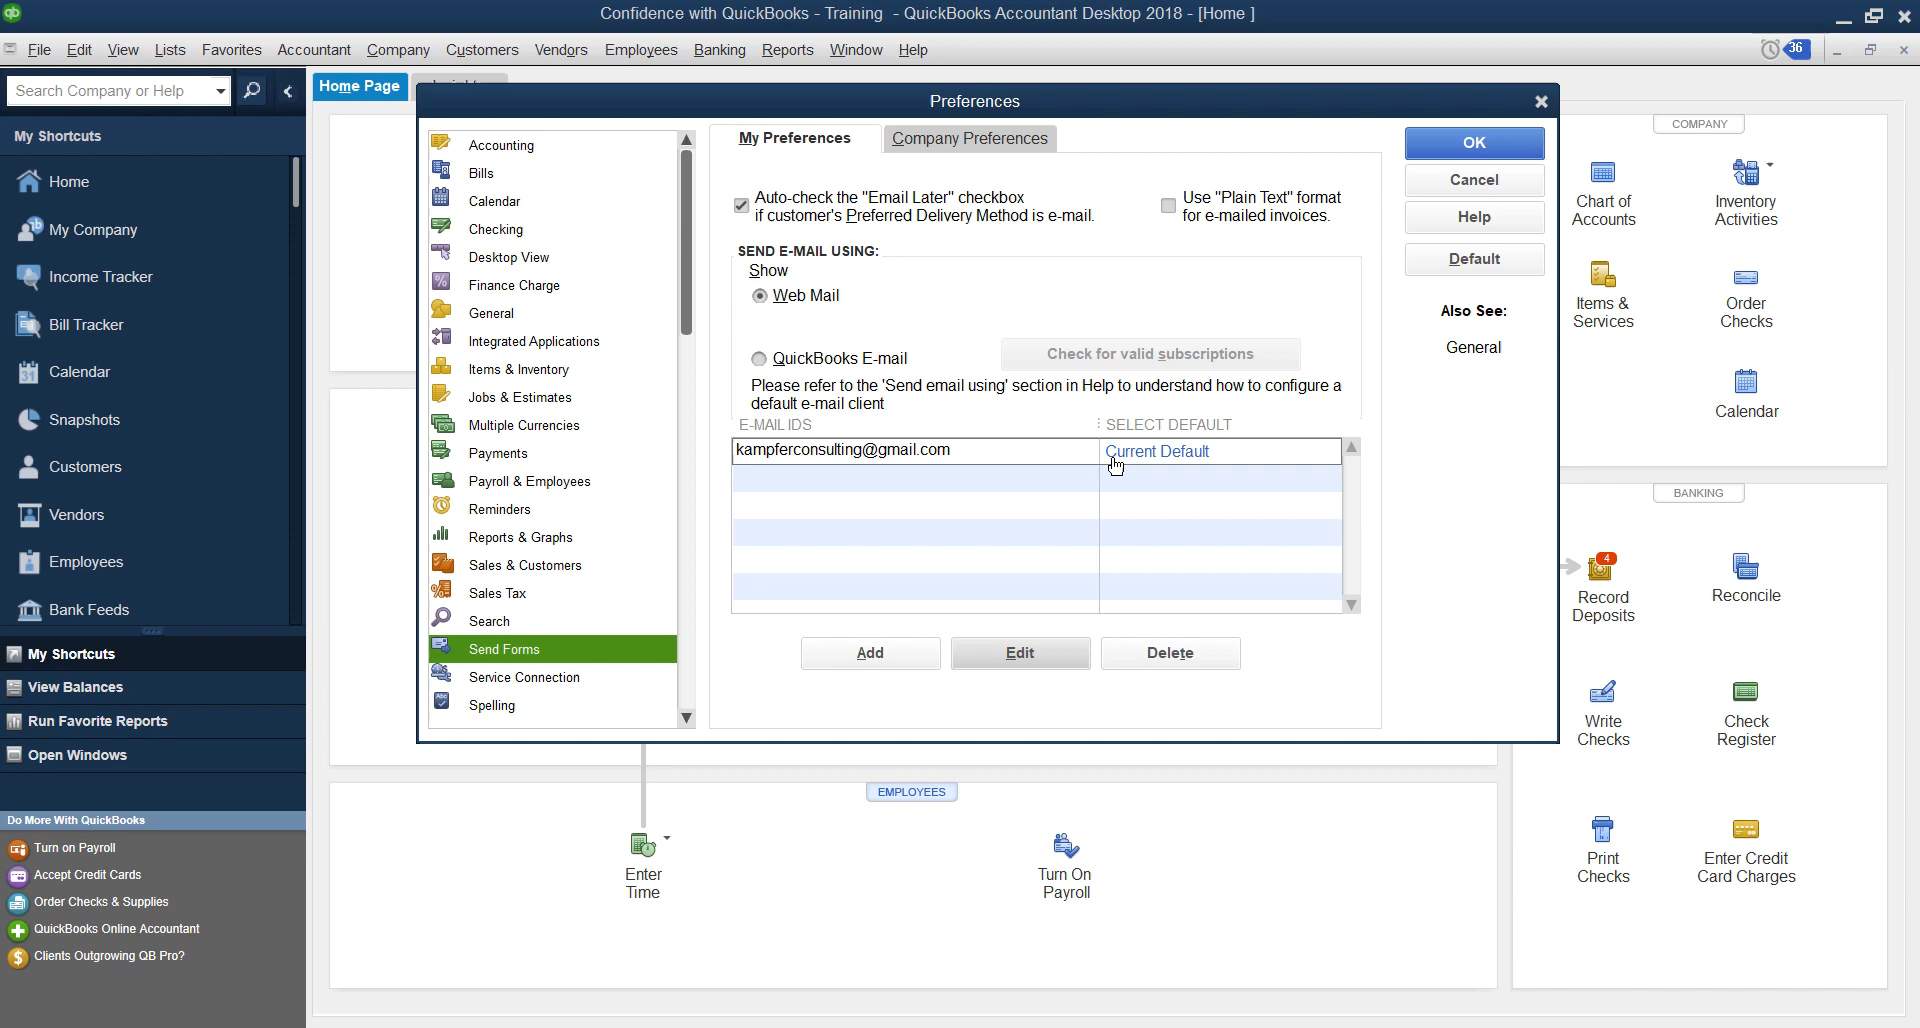 Confidence with QuickBooks - Training - QuickBooks Accountant Desktop 2018 - [Home ]
File Edit View Lists Favorites Accountant Company Customers Vendors Employees Banking Reports Window Help
36
Search Company or Help
My Shortcuts
Home
My Company
Income Tracker
Bill Tracker
31
Calendar
Snapshots
Customers
Vendors
Employees
Bank Feeds
My Shortcuts
View Balances
Run Favorite Reports
Open Windows
Do More With QuickBooks
Turn on Payroll
Accept Credit Cards
Order Checks & Supplies
QuickBooks Online Accountant
Clients Outgrowing QB Pro?
Home Page
Preferences
Accounting
Bills
Calendar
Checking
Desktop View
Finance Charge
General
Integrated Applications
Items & Inventory
Jobs & Estimates
Multiple Currencies
Payments
Payroll & Employees
Reminders
Reports & Graphs
Sales & Customers
Sales Tax
Search
Send Forms
Service Connection
Spelling
My Preferences
Company Preferences
Auto-check the "Email Later" checkbox
if customer's Preferred Delivery Method is e-mail.
Use "Plain Text" format
for e-mailed invoices.
SEND E-MAIL USING:
Show
Web Mail
QuickBooks E-mail
Check for valid subscriptions
Please refer to the 'Send email using' section in Help to understand how to configure a
default e-mail client
E-MAIL IDS
SELECT DEFAULT
kampferconsulting@gmail.com
Current Default
Add
Edit
Delete
OK
Cancel
Help
Default
Also See:
General
COMPANY
Chart of
Accounts
Inventory
Activities
Items &
Services
Order
Checks
Calendar
BANKING
4
Record
Deposits
Reconcile
Write
Checks
Check
Register
Print
Checks
Enter Credit
Card Charges
EMPLOYEES
Enter
Time
Turn On
Payroll